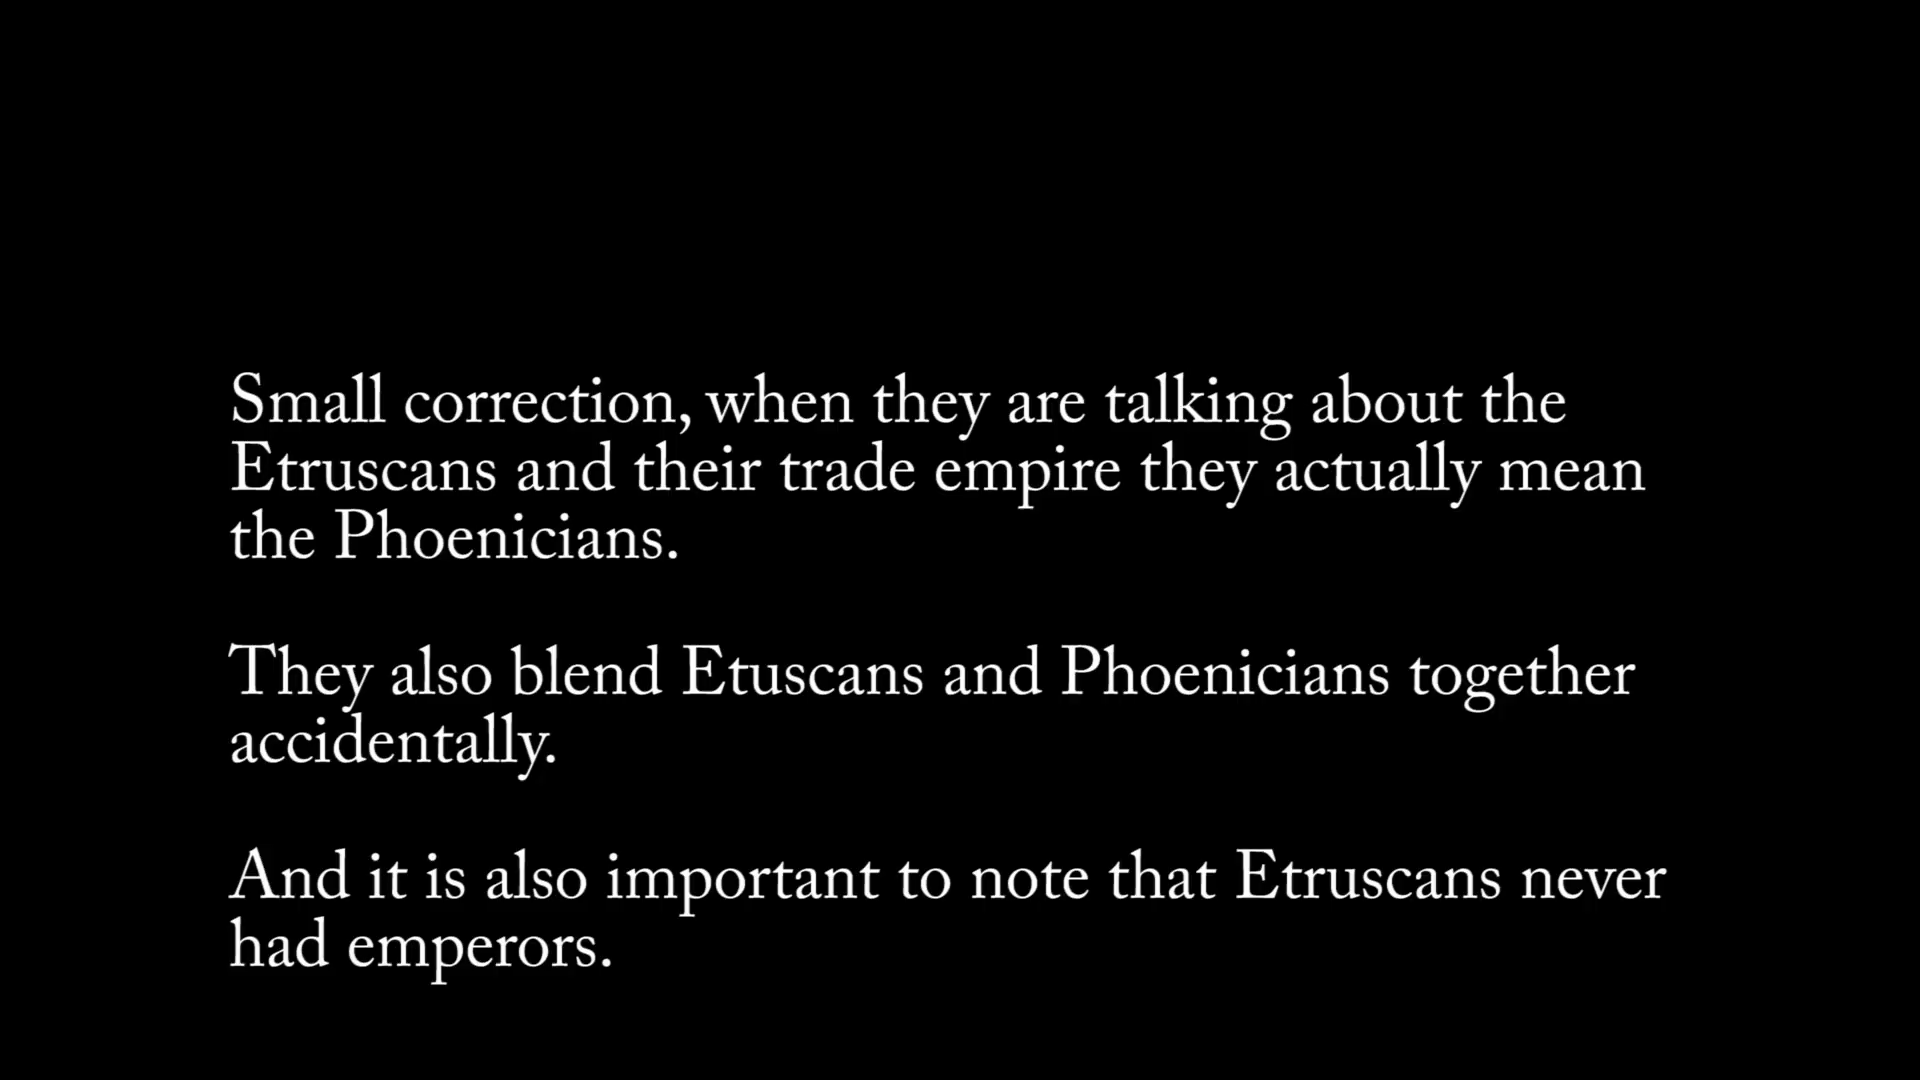 Small correction, when they are talking about the
Etruscans and their trade empire they actually mean
the Phoenicians.
They also blend Etuscans and Phoenicians together
accidentally.
And it is also important to note that Etruscans never
had emperors.